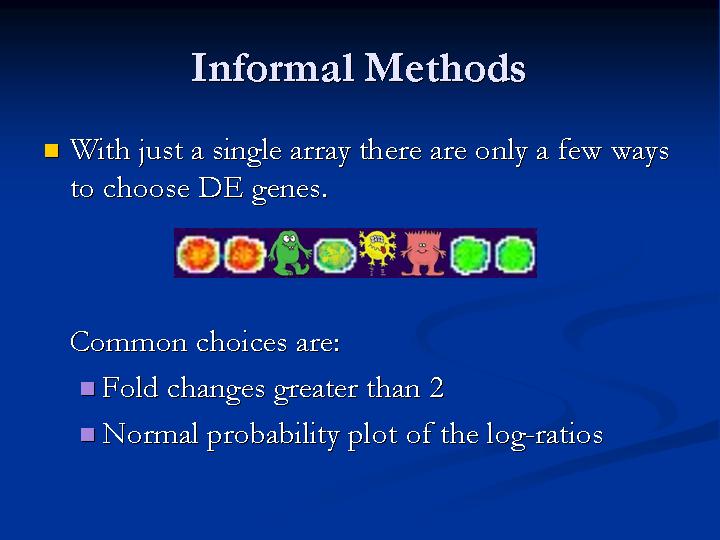 Informal Methods
With just a single array there are only a few ways
to choose DE genes.
Common choices are:
Fold changes greater than 2
Normal probability plot of the log-ratios